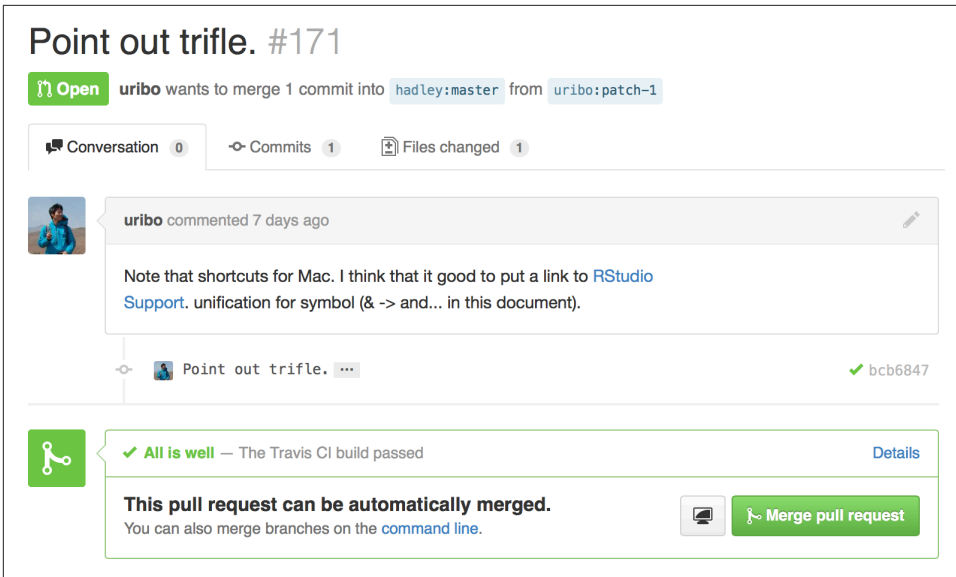 Point out trifle. #171
Open uribo wants to merge 1 commit into hadley:master from uribo:patch-1
Conversation 0 Commits 1 Files changed 1
uribo commented 7 days ago
Note that shortcuts for Mac. I think that it good to put a link to RStudio
Support. unification for symbol (& -> and... in this document).
Point out trifle. ... bcb6847
All is well — The Travis CI build passed Details
This pull request can be automatically merged.
You can also merge branches on the command line.
Merge pull request